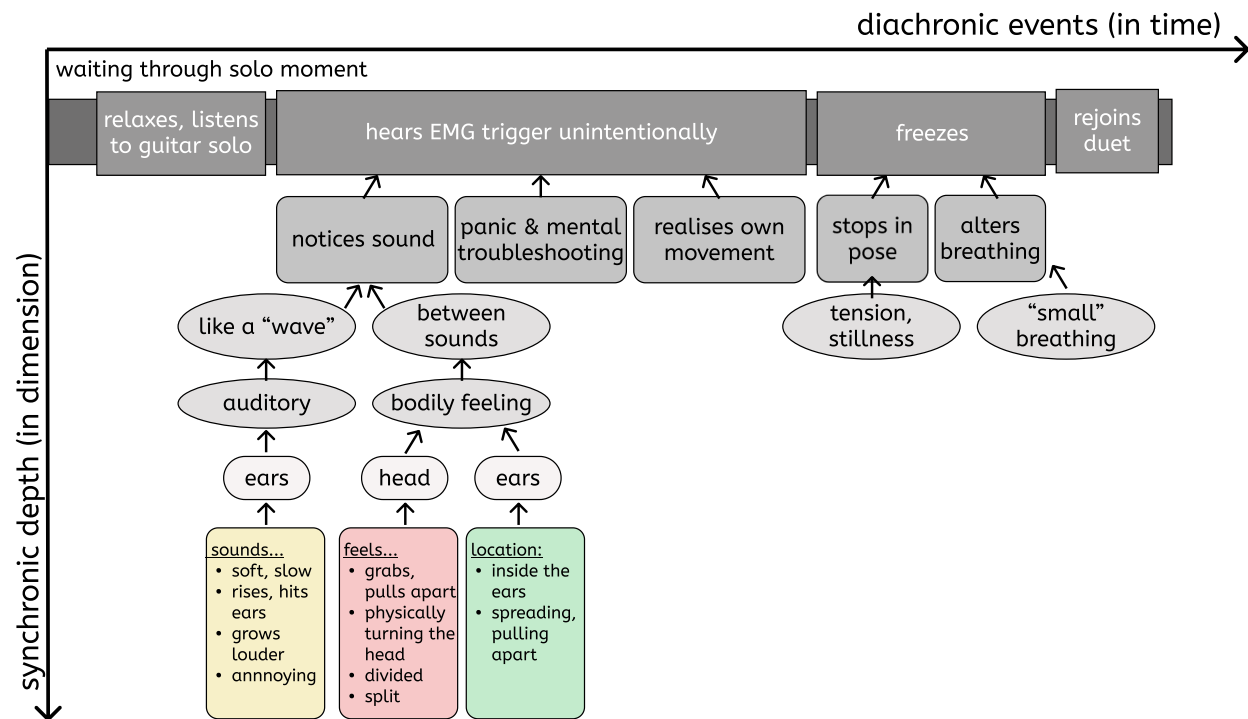 diachronic events (in time)
waiting through solo moment
relaxes, listens
to guitar solo
hears EMG trigger unintentionally
freezes
rejoins
duet
notices sound
panic & mental
troubleshooting
realises own
movement
stops in
pose
alters
breathing
like a “wave”
between
sounds
tension,
stillness
“small”
breathing
auditory
bodily feeling
ears
head
ears
sounds...
• soft, slow
• rises, hits
ears
• grows
louder
• annnoying
feels...
• grabs,
pulls apart
• physically
turning the
head
• divided
• split
location:
• inside the
ears
• spreading,
pulling
apart
synchronic depth (in dimension)